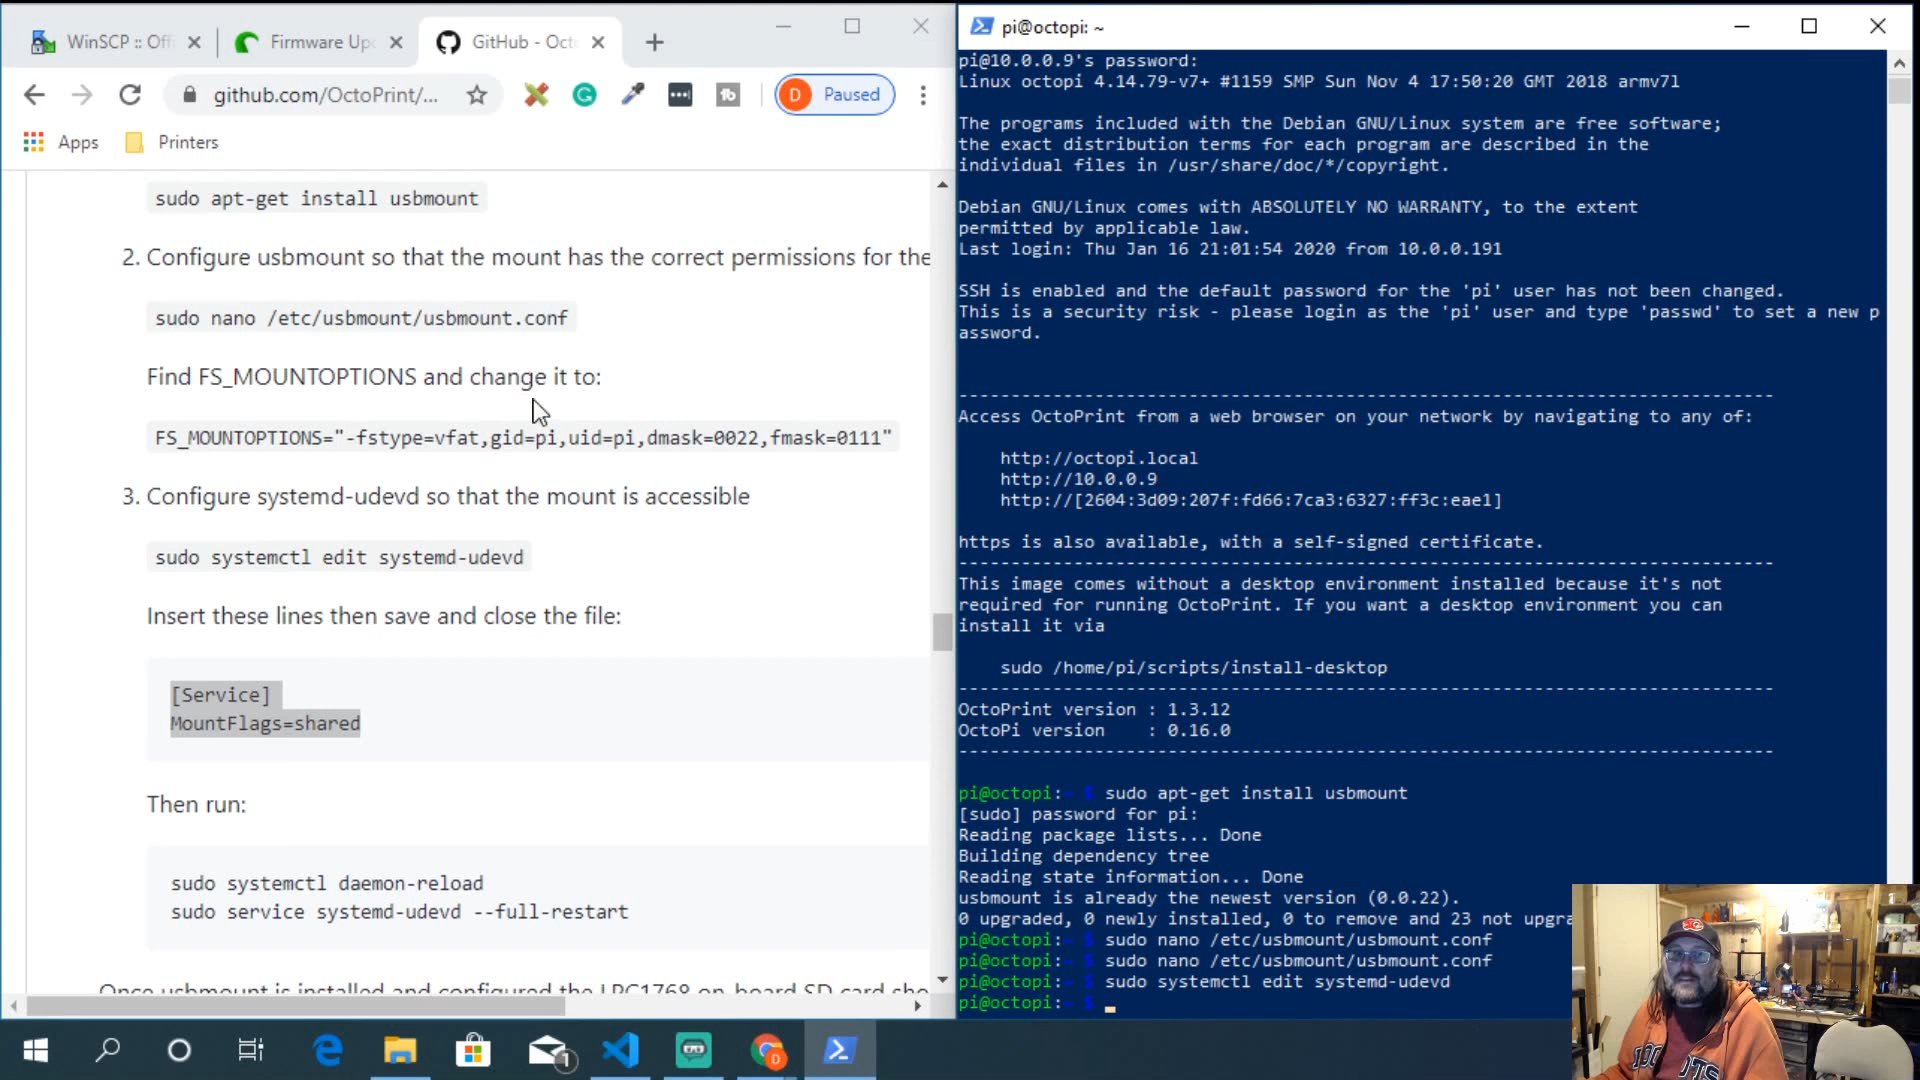 WinSCP :: Off
Firmware Up
GitHub - Oct
github.com/OctoPrint/...
D Paused
Apps
Printers
sudo apt-get install usbmount
2. Configure usbmount so that the mount has the correct permissions for the
sudo nano /etc/usbmount/usbmount.conf
Find FS_MOUNTOPTIONS and change it to:
FS_MOUNTOPTIONS="-fstype=vfat,gid=pi,uid=pi,dmask=0022,fmask=0111"
3. Configure systemd-udevd so that the mount is accessible
sudo systemctl edit systemd-udevd
Insert these lines then save and close the file:
[Service]
MountFlags=shared
Then run:
sudo systemctl daemon-reload
sudo service systemd-udevd --full-restart
Once usbmount is installed and configured the LPC1768 on-board SD card sho
pi@octopi: ~
pi@10.0.0.9's password:
Linux octopi 4.14.79-v7+ #1159 SMP Sun Nov 4 17:50:20 GMT 2018 armv7l
The programs included with the Debian GNU/Linux system are free software;
the exact distribution terms for each program are described in the
individual files in /usr/share/doc/*/copyright.
Debian GNU/Linux comes with ABSOLUTELY NO WARRANTY, to the extent
permitted by applicable law.
Last login: Thu Jan 16 21:01:54 2020 from 10.0.0.191
SSH is enabled and the default password for the 'pi' user has not been changed.
This is a security risk - please login as the 'pi' user and type 'passwd' to set a new p
assword.
-------------------------------------------------------------------------------
Access OctoPrint from a web browser on your network by navigating to any of:
http://octopi.local
http://10.0.0.9
http://[2604:3d09:207f:fd66:7ca3:6327:ff3c:eae1]
https is also available, with a self-signed certificate.
-------------------------------------------------------------------------------
This image comes without a desktop environment installed because it's not
required for running OctoPrint. If you want a desktop environment you can
install it via
sudo /home/pi/scripts/install-desktop
-------------------------------------------------------------------------------
OctoPrint version : 1.3.12
OctoPi version : 0.16.0
-------------------------------------------------------------------------------
pi@octopi:~ $ sudo apt-get install usbmount
[sudo] password for pi:
Reading package lists... Done
Building dependency tree
Reading state information... Done
usbmount is already the newest version (0.0.22).
0 upgraded, 0 newly installed, 0 to remove and 23 not upgra
pi@octopi:~ $ sudo nano /etc/usbmount/usbmount.conf
pi@octopi:~ $ sudo nano /etc/usbmount/usbmount.conf
pi@octopi:~ $ sudo systemctl edit systemd-udevd
pi@octopi:~ $
1
D